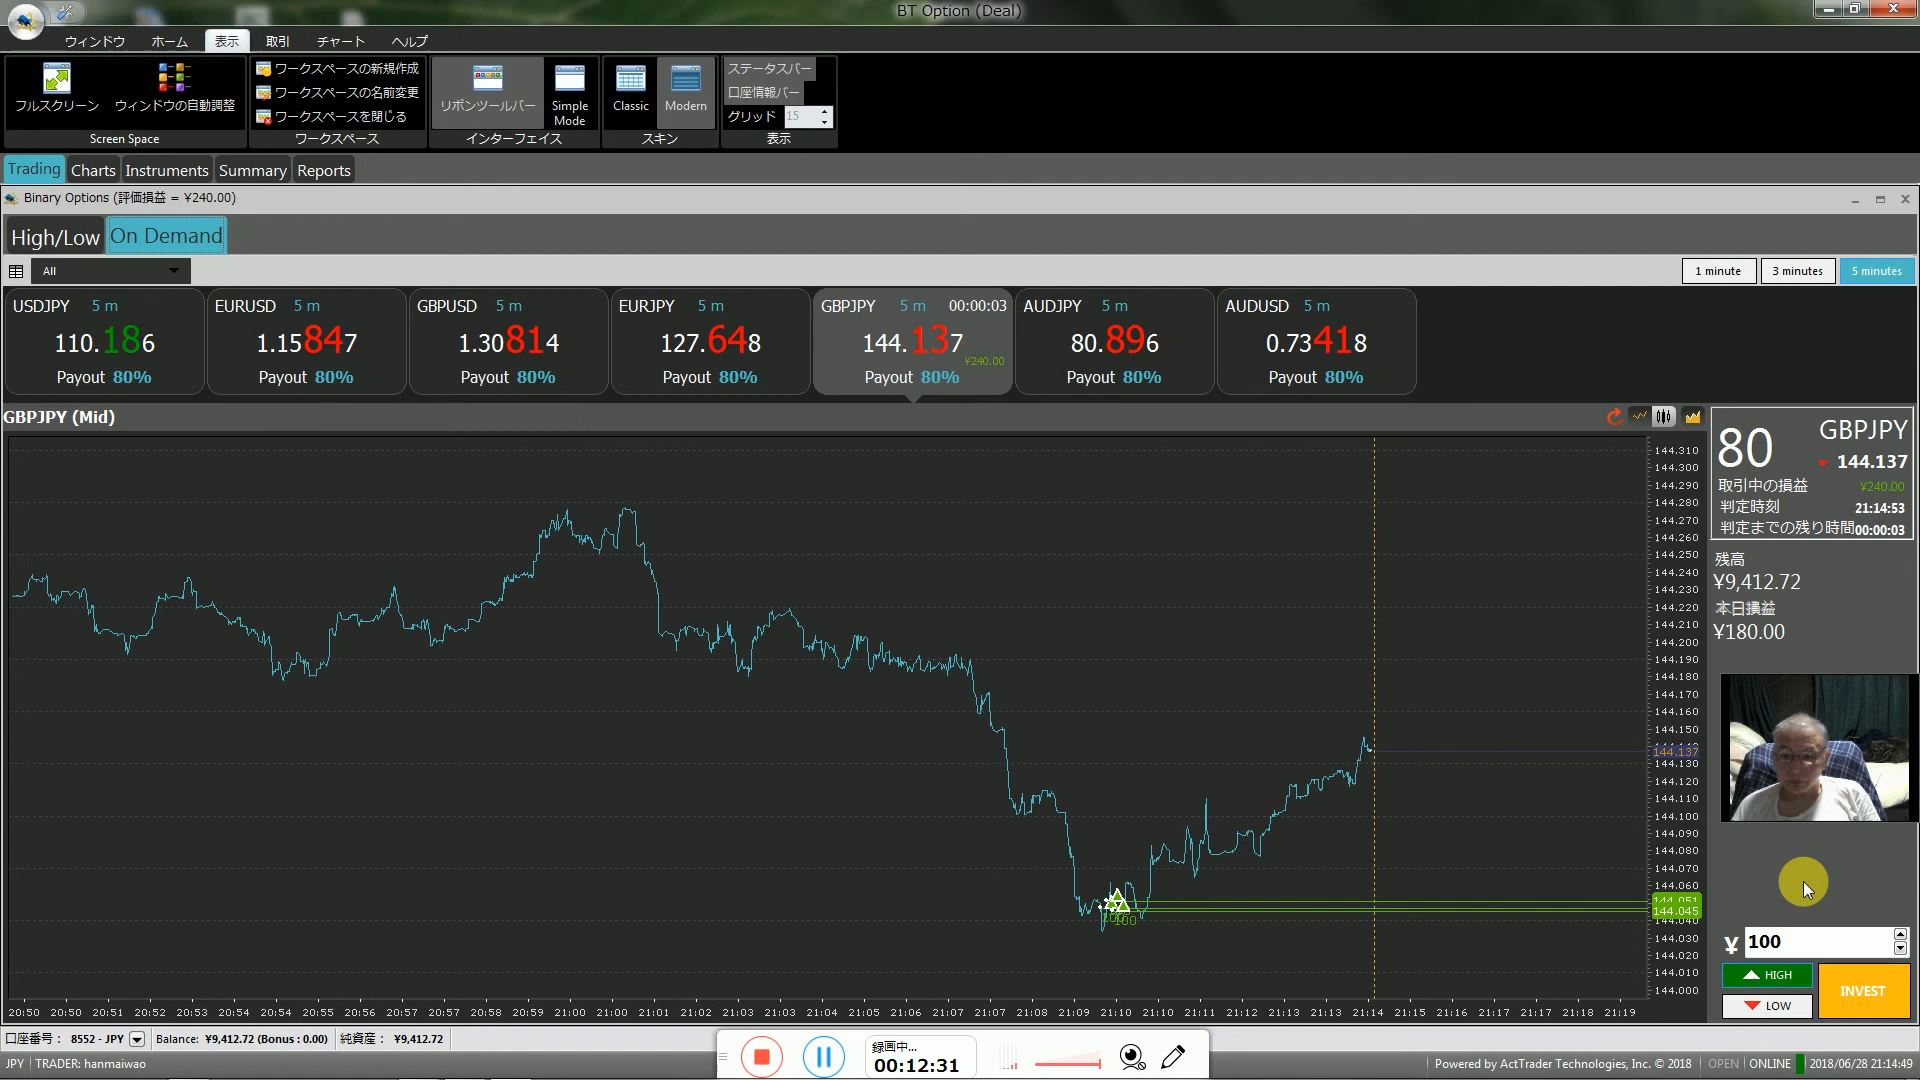 BT Option (Deal)
ウィンドウ ホーム 表示 取引 チャート ヘルプ
フルスクリーン ウィンドウの自動調整
Screen Space
ワークスペースの新規作成
ワークスペースの名前変更
ワークスペースを閉じる
ワークスペース
リボンツールバー Simple Mode
インターフェイス
Classic Modern
スキン
ステータスバー
口座情報バー
グリッド 15
表示
Trading Charts Instruments Summary Reports
Binary Options (評価損益 = ¥240.00)
High/Low On Demand
All
1 minute 3 minutes 5 minutes
USDJPY 5 m
110.186
Payout 80%
EURUSD 5 m
1.15847
Payout 80%
GBPUSD 5 m
1.30814
Payout 80%
EURJPY 5 m
127.648
Payout 80%
GBPJPY 5 m 00:00:03
144.137
¥240.00
Payout 80%
AUDJPY 5 m
80.896
Payout 80%
AUDUSD 5 m
0.73418
Payout 80%
GBPJPY (Mid)
144.310
144.300
144.290
144.280
144.270
144.260
144.250
144.240
144.230
144.220
144.210
144.200
144.190
144.180
144.170
144.160
144.150
144.137
144.130
144.120
144.110
144.100
144.090
144.080
144.070
144.060
144.051
144.045
144.040
144.030
144.020
144.010
144.000
100
20:50 20:50 20:51 20:52 20:53 20:54 20:54 20:55 20:56 20:57 20:57 20:58 20:59 21:00 21:00 21:01 21:02 21:03 21:03 21:04 21:05 21:06 21:07 21:07 21:08 21:09 21:10 21:10 21:11 21:12 21:13 21:14 21:14 21:15 21:16 21:17 21:17 21:18 21:19
80 GBPJPY
144.137
取引中の損益 ¥240.00
判定時刻 21:14:53
判定までの残り時間 00:00:03
残高
¥9,412.72
本日損益
¥180.00
¥ 100
HIGH
LOW
INVEST
口座番号： 8552 - JPY Balance: ¥9,412.72 (Bonus : 0.00) 純資産： ¥9,412.72
録画中...
00:12:31
JPY TRADER: hanmaiwao
Powered by ActTrader Technologies, Inc. © 2018 OPEN ONLINE 2018/06/28 21:14:49